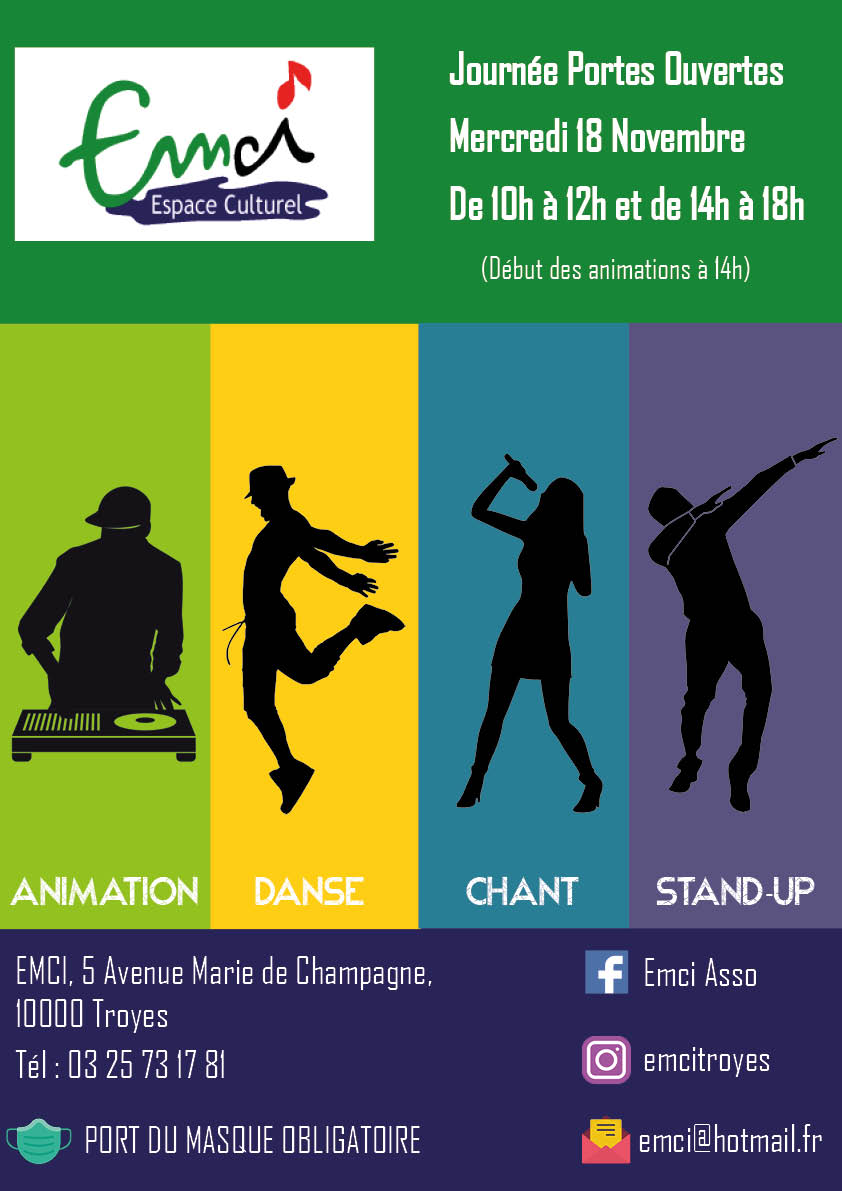 Emci
Espace Culturel
Journée Portes Ouvertes
Mercredi 18 Novembre
De 10h à 12h et de 14h à 18h
(Début des animations à 14h)
ANIMATION
DANSE
CHANT
STAND-UP
EMCI, 5 Avenue Marie de Champagne,
10000 Troyes
Tél : 03 25 73 17 81
PORT DU MASQUE OBLIGATOIRE
Emci Asso
emcitroyes
emci@hotmail.fr